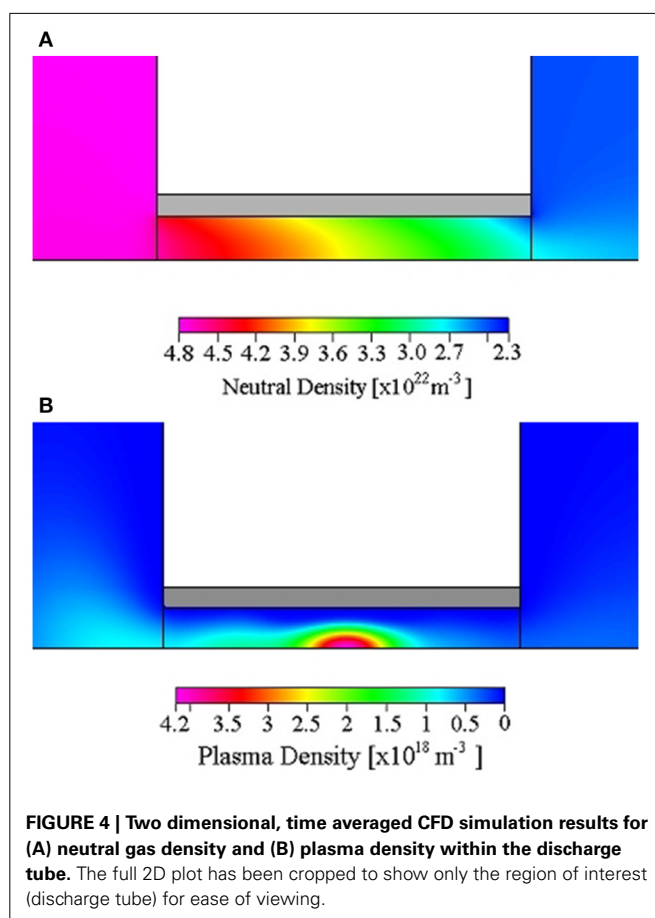 A
4.8 4.5 4.2 3.9 3.6 3.3 3.0 2.7 2.3
Neutral Density [x10²² m⁻³ ]
B
4.2 3.5 3 2.5 2 1.5 1 0.5 0
Plasma Density [x10¹⁸ m⁻³ ]
FIGURE 4 | Two dimensional, time averaged CFD simulation results for
(A) neutral gas density and (B) plasma density within the discharge
tube. The full 2D plot has been cropped to show only the region of interest
(discharge tube) for ease of viewing.